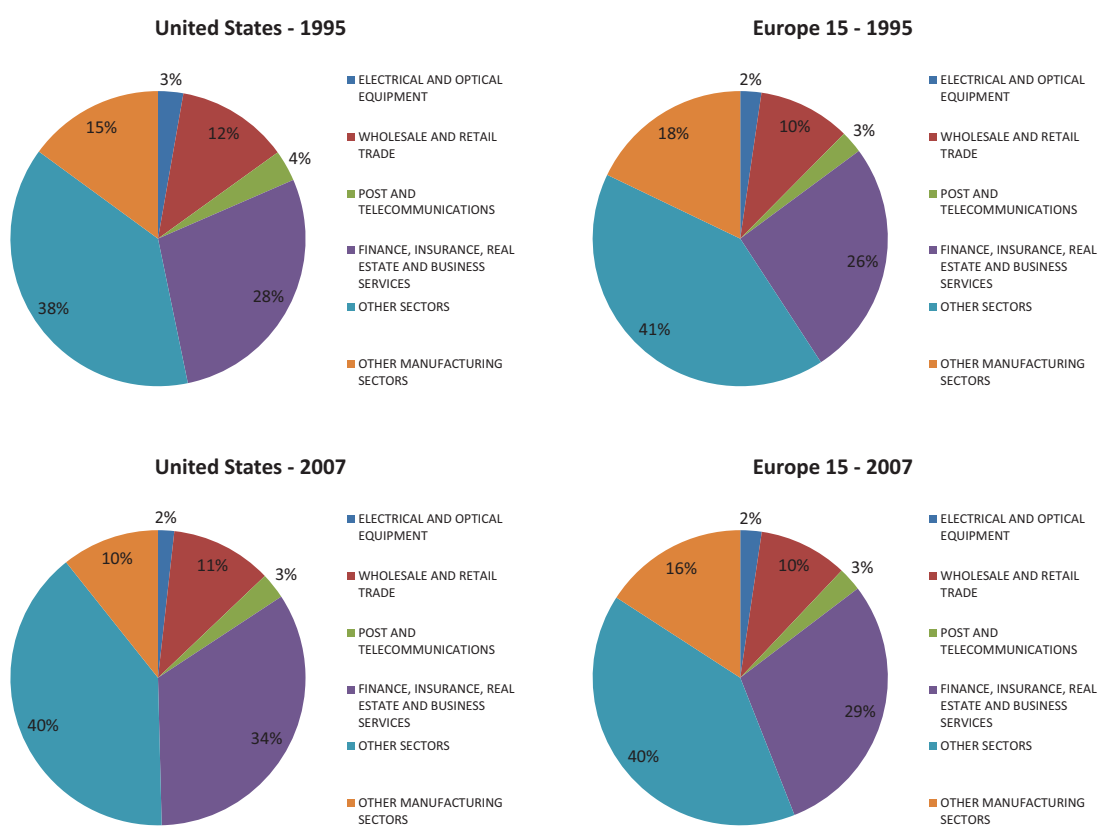 United States - 1995
3%
12%
4%
28%
38%
15%
ELECTRICAL AND OPTICAL
EQUIPMENT
WHOLESALE AND RETAIL
TRADE
POST AND
TELECOMMUNICATIONS
FINANCE, INSURANCE, REAL
ESTATE AND BUSINESS
SERVICES
OTHER SECTORS
OTHER MANUFACTURING
SECTORS
Europe 15 - 1995
2%
10%
3%
26%
41%
18%
ELECTRICAL AND OPTICAL
EQUIPMENT
WHOLESALE AND RETAIL
TRADE
POST AND
TELECOMMUNICATIONS
FINANCE, INSURANCE, REAL
ESTATE AND BUSINESS
SERVICES
OTHER SECTORS
OTHER MANUFACTURING
SECTORS
United States - 2007
2%
11%
3%
34%
40%
10%
ELECTRICAL AND OPTICAL
EQUIPMENT
WHOLESALE AND RETAIL
TRADE
POST AND
TELECOMMUNICATIONS
FINANCE, INSURANCE, REAL
ESTATE AND BUSINESS
SERVICES
OTHER SECTORS
OTHER MANUFACTURING
SECTORS
Europe 15 - 2007
2%
10%
3%
29%
40%
16%
ELECTRICAL AND OPTICAL
EQUIPMENT
WHOLESALE AND RETAIL
TRADE
POST AND
TELECOMMUNICATIONS
FINANCE, INSURANCE, REAL
ESTATE AND BUSINESS
SERVICES
OTHER SECTORS
OTHER MANUFACTURING
SECTORS